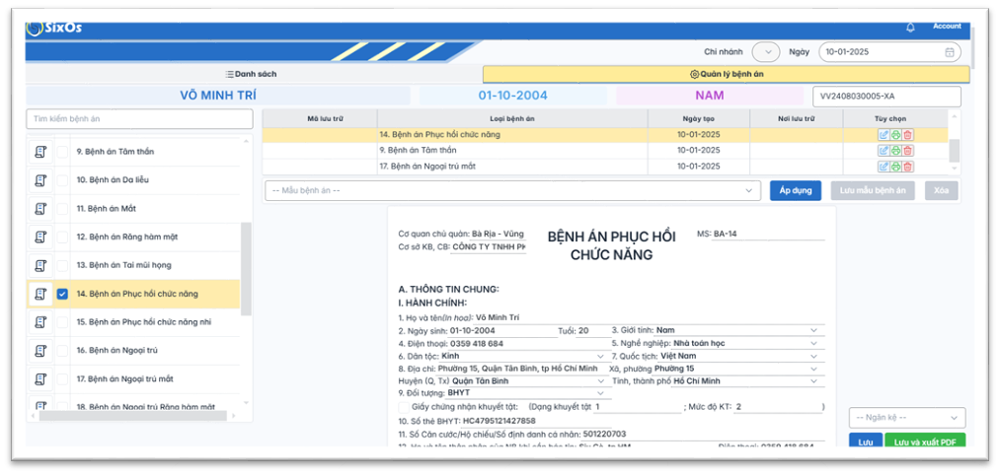 SixOs
Account
Chi nhánh
Ngày
10-01-2025
Danh sách
Quản lý bệnh án
VÕ MINH TRÍ
01-10-2004
NAM
VV2408030005-XA
Tìm kiếm bệnh án
9. Bệnh án Tâm thần
10. Bệnh án Da liễu
11. Bệnh án Mắt
12. Bệnh án Răng hàm mặt
13. Bệnh án Tai mũi họng
14. Bệnh án Phục hồi chức năng
15. Bệnh án Phục hồi chức năng nhi
16. Bệnh án Ngoại trú
17. Bệnh án Ngoại trú mắt
18. Bệnh án Ngoại trú Răng hàm mặt
Mã lưu trữ Loại bệnh án Ngày tạo Nơi lưu trữ Tùy chọn
14. Bệnh án Phục hồi chức năng 10-01-2025
9. Bệnh án Tâm thần 10-01-2025
17. Bệnh án Ngoại trú mắt 10-01-2025
-- Mẫu bệnh án --
Áp dụng
Lưu mẫu bệnh án
Xóa
Cơ quan chủ quản: Bà Rịa - Vũng
Cơ sở KB, CB: CÔNG TY TNHH
BỆNH ÁN PHỤC HỒI
CHỨC NĂNG
MS: BA-14
A. THÔNG TIN CHUNG:
I. HÀNH CHÍNH:
1. Họ và tên(In hoa): Võ Minh Trí
2. Ngày sinh: 01-10-2004 Tuổi: 20 3. Giới tính: Nam
4. Điện thoại: 0359 418 684 5. Nghề nghiệp: Nhà toán học
6. Dân tộc: Kinh 7. Quốc tịch: Việt Nam
8. Địa chỉ: Phường 15, Quận Tân Bình, tp Hồ Chí Minh Xã, phường Phường 15
Huyện (Q, Tx) Quận Tân Bình Tỉnh, thành phố Hồ Chí Minh
9. Đối tượng: BHYT
Giấy chứng nhận khuyết tật: (Dạng khuyết tật 1 ; Mức độ KT: 2 )
10. Số thẻ BHYT: HC4795121427858
11. Số Căn cước/Hộ chiếu/Số định danh cá nhân: 501220703
12. Họ và tên thân nhân của NB khi cần báo tin: Điện thoại: 0359 418 684
-- Ngăn kệ --
Lưu
Lưu và xuất PDF